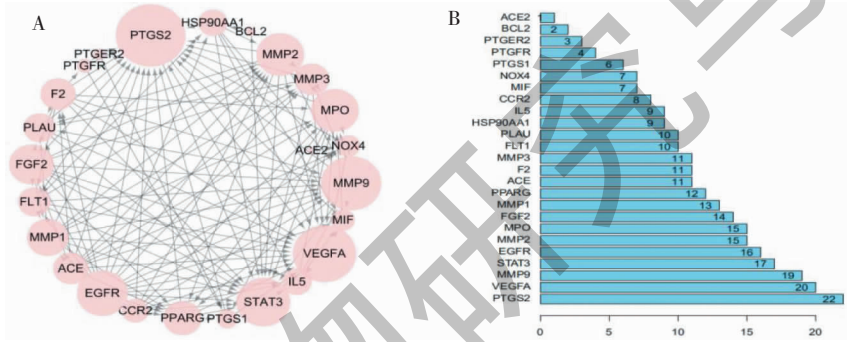 A
PTGS2
HSP90AA1
BCL2
MMP2
MMP3
MPO
NOX4
ACE2
MMP9
MIF
VEGFA
IL5
STAT3
PTGS1
PPARG
CCR2
EGFR
ACE
MMP1
FLT1
FGF2
PLAU
F2
PTGFR
PTGER2
B
ACE2 1
BCL2 2
PTGER2 3
PTGFR 4
PTGS1 6
NOX4 7
MIF 7
CCR2 8
IL5 9
HSP90AA1 9
PLAU 10
FLT1 10
MMP3 11
F2 11
ACE 11
PPARG 12
MMP1 13
FGF2 14
MPO 15
MMP2 15
EGFR 16
STAT3 17
MMP9 19
VEGFA 20
PTGS2 22
0 5 10 15 20